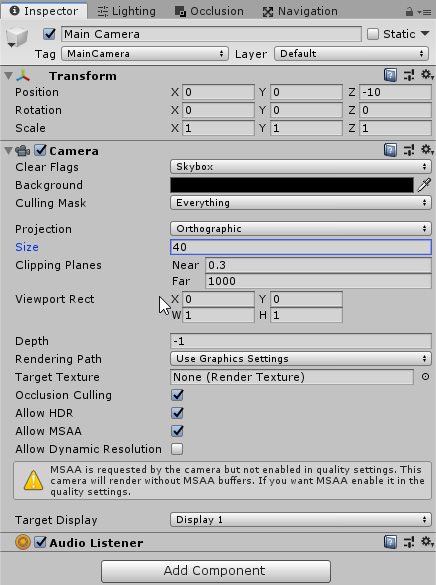 Inspector Lighting Occlusion Navigation
Main Camera Static
Tag MainCamera Layer Default
Transform
Position X 0 Y 0 Z -10
Rotation X 0 Y 0 Z 0
Scale X 1 Y 1 Z 1
Camera
Clear Flags Skybox
Background
Culling Mask Everything
Projection Orthographic
Size 40
Clipping Planes Near 0.3
Far 1000
Viewport Rect X 0 Y 0
W 1 H 1
Depth -1
Rendering Path Use Graphics Settings
Target Texture None (Render Texture)
Occlusion Culling
Allow HDR
Allow MSAA
Allow Dynamic Resolution
MSAA is requested by the camera but not enabled in quality settings. This
camera will render without MSAA buffers. If you want MSAA enable it in the
quality settings.
Target Display Display 1
Audio Listener
Add Component